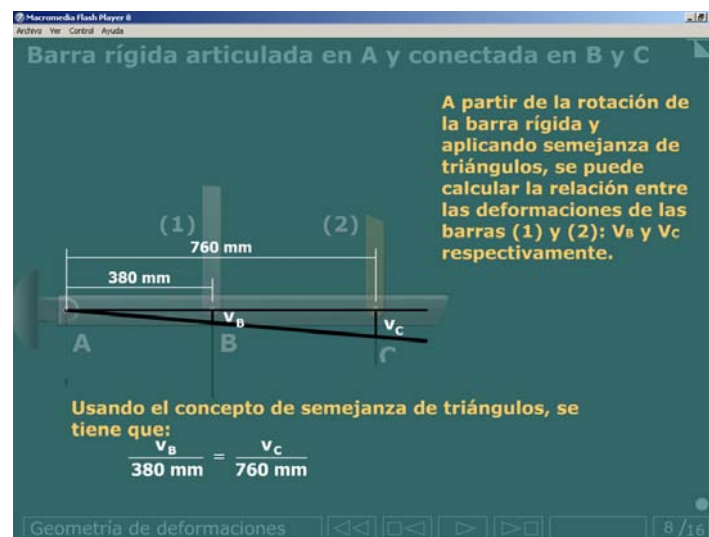 Macromedia Flash Player 8
Archivo Ver Control Ayuda
Barra rígida articulada en A y conectada en B y C
A partir de la rotación de
la barra rígida y
aplicando semejanza de
triángulos, se puede
calcular la relación entre
las deformaciones de las
barras (1) y (2): VB y VC
respectivamente.
(1) (2)
760 mm
380 mm
vB
vC
A B C
Usando el concepto de semejanza de triángulos, se
tiene que:
vB / 380 mm = vC / 760 mm
Geometría de deformaciones 8/16